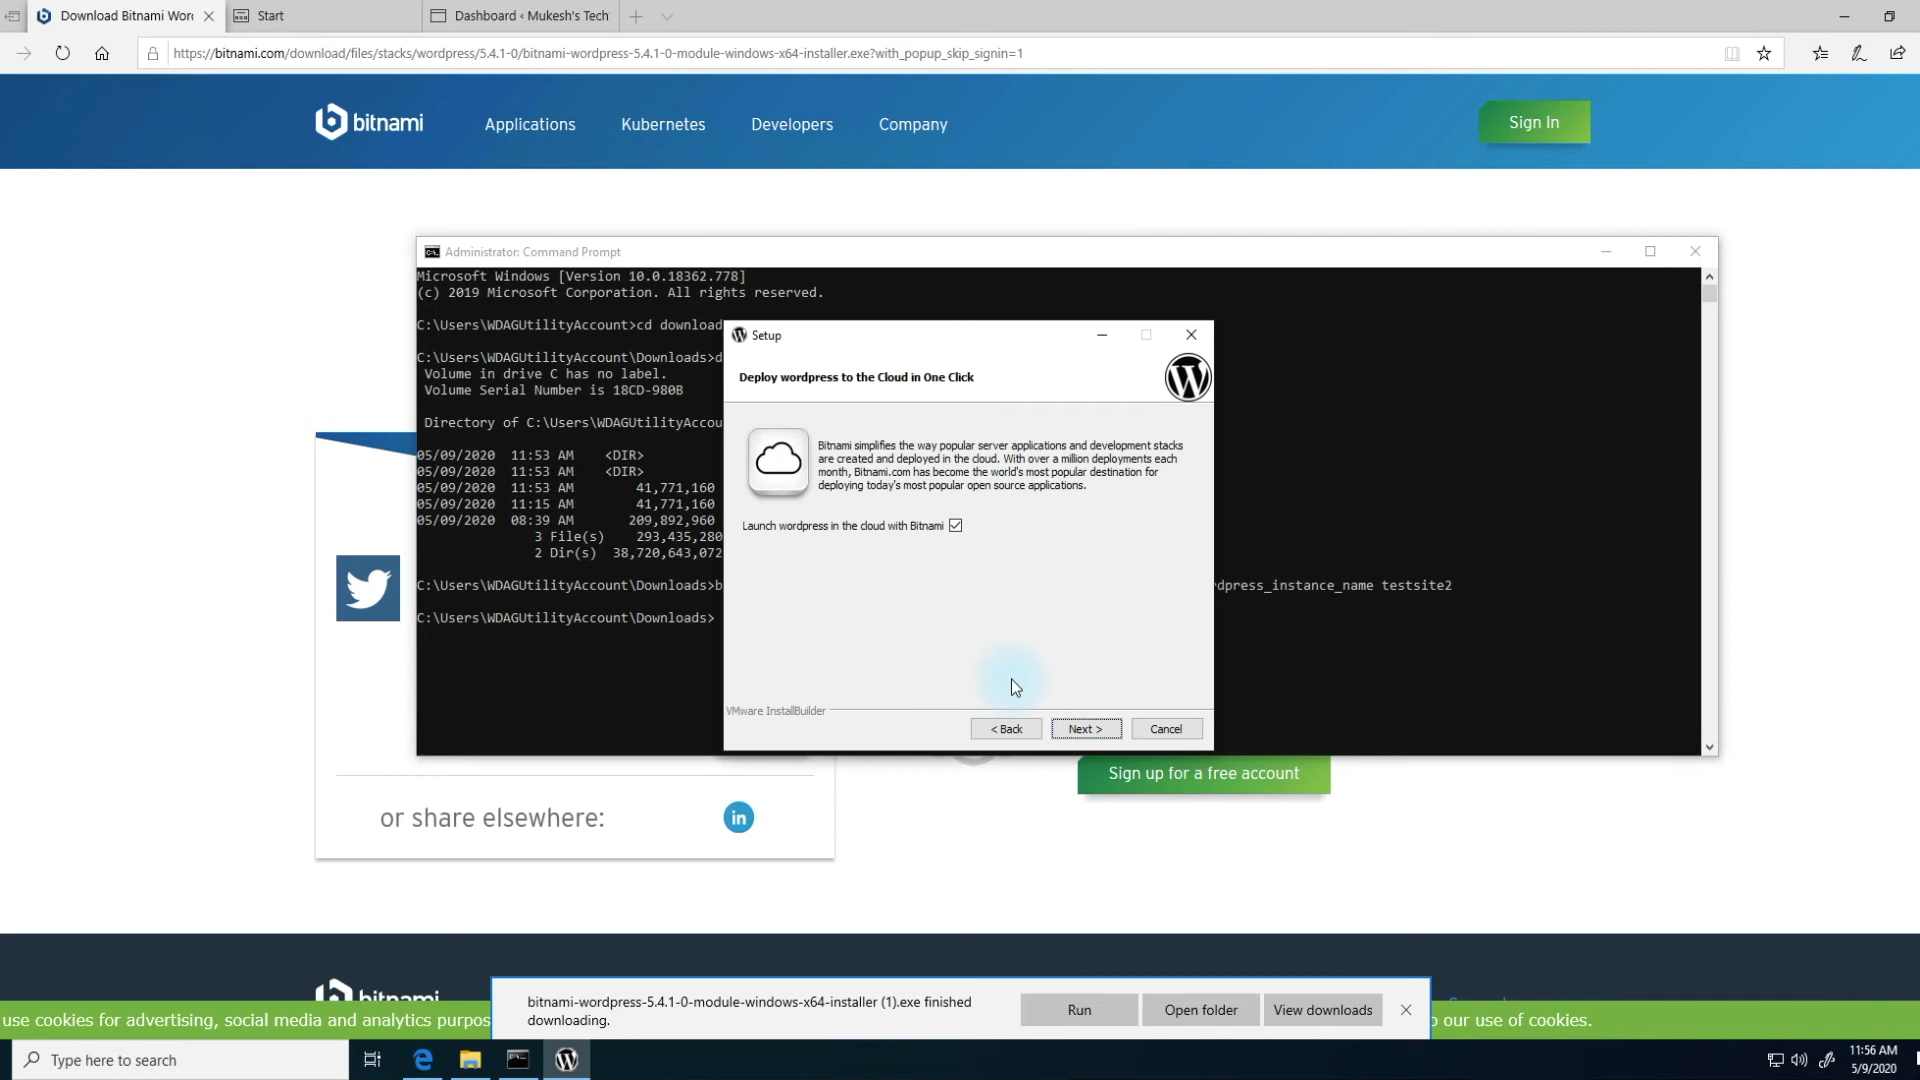 Download Bitnami Wor
Start
Dashboard ‹ Mukesh's Tech
https://bitnami.com/download/files/stacks/wordpress/5.4.1-0/bitnami-wordpress-5.4.1-0-module-windows-x64-installer.exe?with_popup_skip_signin=1
bitnami
Applications
Kubernetes
Developers
Company
Sign In
Administrator: Command Prompt
Microsoft Windows [Version 10.0.18362.778]
(c) 2019 Microsoft Corporation. All rights reserved.
C:\Users\WDAGUtilityAccount>cd download
C:\Users\WDAGUtilityAccount\Downloads>d
Volume in drive C has no label.
Volume Serial Number is 18CD-980B
Directory of C:\Users\WDAGUtilityAccou
05/09/2020 11:53 AM <DIR>
05/09/2020 11:53 AM <DIR>
05/09/2020 11:53 AM 41,771,160
05/09/2020 11:15 AM 41,771,160
05/09/2020 08:39 AM 209,892,960
3 File(s) 293,435,280
2 Dir(s) 38,720,643,072
C:\Users\WDAGUtilityAccount\Downloads>b
rdpress_instance_name testsite2
C:\Users\WDAGUtilityAccount\Downloads>
Setup
Deploy wordpress to the Cloud in One Click
Bitnami simplifies the way popular server applications and development stacks
are created and deployed in the cloud. With over a million deployments each
month, Bitnami.com has become the world's most popular destination for
deploying today's most popular open source applications.
Launch wordpress in the cloud with Bitnami
VMware InstallBuilder
< Back
Next >
Cancel
Sign up for a free account
or share elsewhere:
in
bitnami
use cookies for advertising, social media and analytics purpos
o our use of cookies.
bitnami-wordpress-5.4.1-0-module-windows-x64-installer (1).exe finished
downloading.
Run
Open folder
View downloads
Type here to search
11:56 AM
5/9/2020